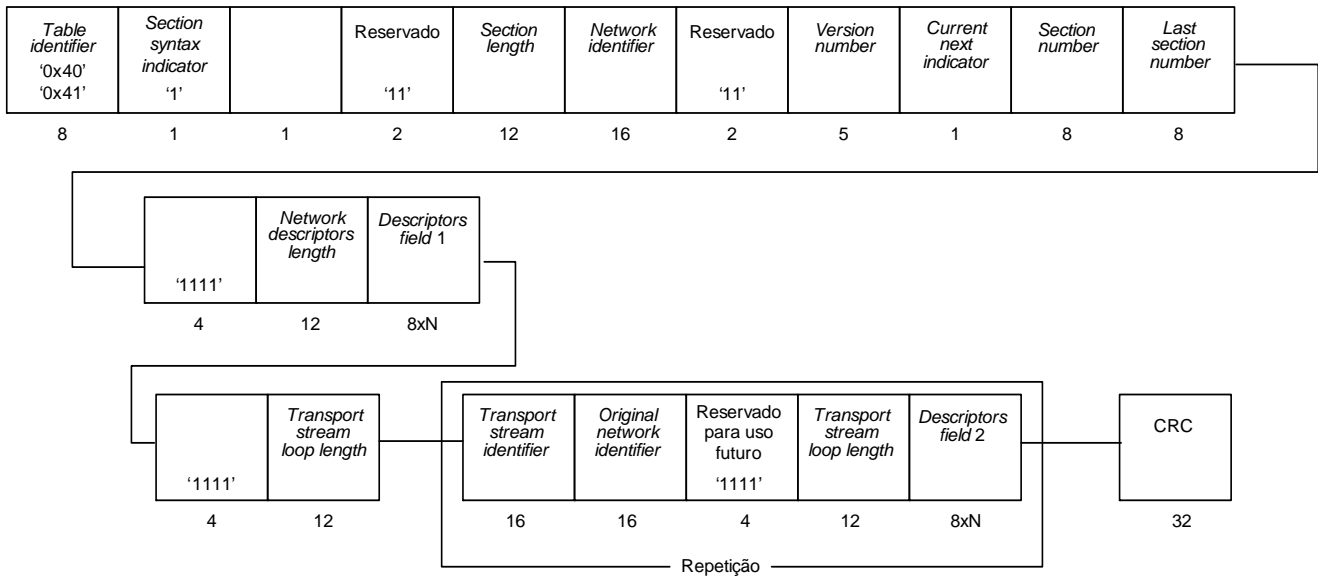 Table
identifier
‘0x40’
‘0x41’
Section
syntax
indicator
‘1’
Reservado
‘11’
Section
length
Network
identifier
Reservado
‘11’
Version
number
Current
next
indicator
Section
number
Last
section
number
8
1
1
2
12
16
2
5
1
8
8
‘1111’
Network
descriptors
length
Descriptors
field 1
4
12
8xN
‘1111’
Transport
stream
loop length
Transport
stream
identifier
Original
network
identifier
Reservado
para uso
futuro
‘1111’
Transport
stream
loop length
Descriptors
field 2
CRC
4
12
16
16
4
12
8xN
32
Repetição